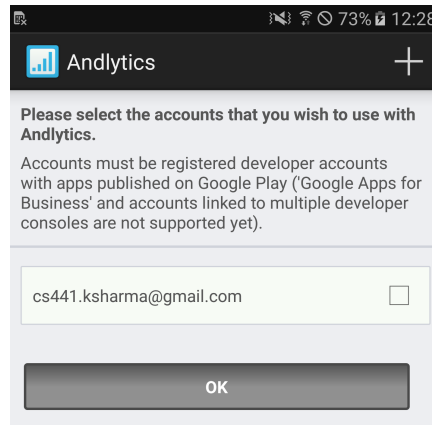 73% 12:28
Andlytics
Please select the accounts that you wish to use with
Andlytics.
Accounts must be registered developer accounts
with apps published on Google Play ('Google Apps for
Business' and accounts linked to multiple developer
consoles are not supported yet).
cs441.ksharma@gmail.com
OK